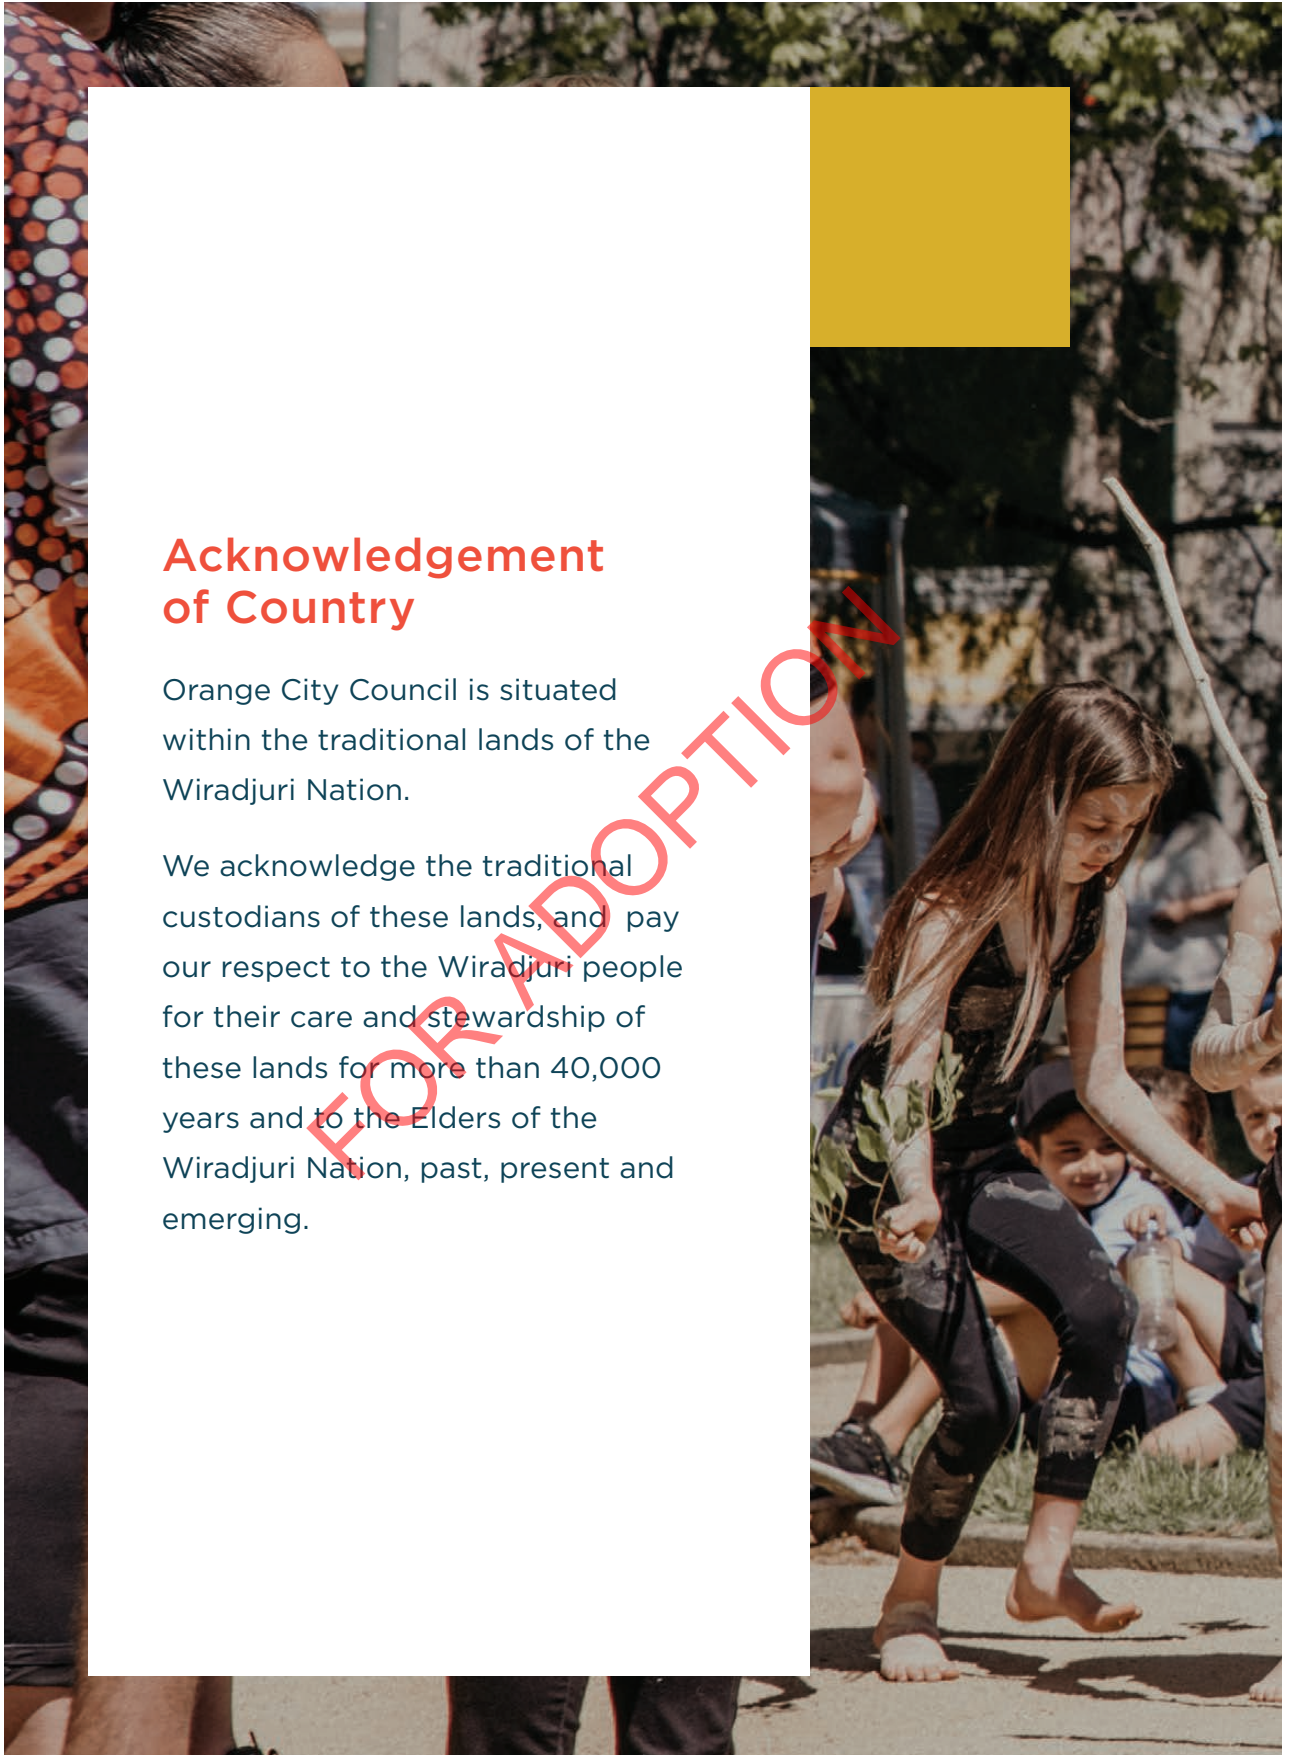 Acknowledgement
of Country
Orange City Council is situated
within the traditional lands of the
Wiradjuri Nation.
We acknowledge the traditional
custodians of these lands, and  pay
our respect to the Wiradjuri people
for their care and stewardship of
these lands for more than 40,000
years and to the Elders of the
Wiradjuri Nation, past, present and
emerging.
FOR ADOPTION